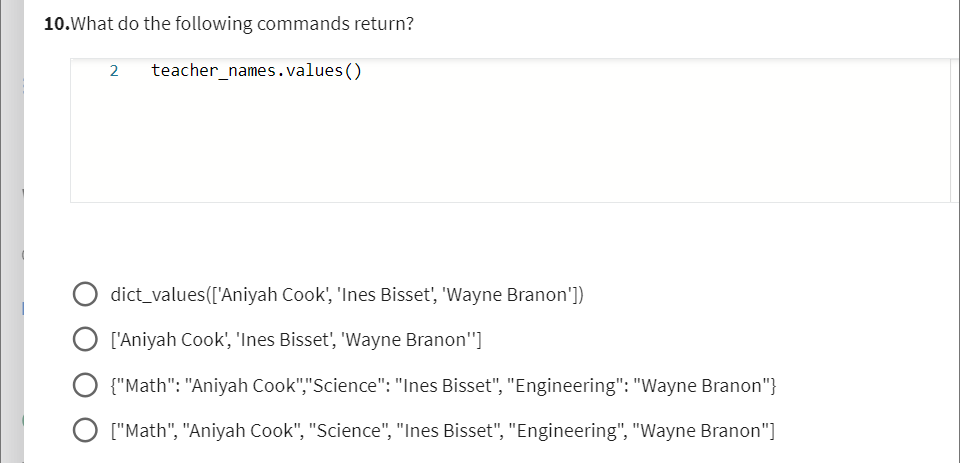 10.What do the following commands return?
2 teacher_names.values()
dict_values(['Aniyah Cook', 'Ines Bisset', 'Wayne Branon'])
['Aniyah Cook', 'Ines Bisset', 'Wayne Branon'']
{"Math": "Aniyah Cook","Science": "Ines Bisset", "Engineering": "Wayne Branon"}
["Math", "Aniyah Cook", "Science", "Ines Bisset", "Engineering", "Wayne Branon"]